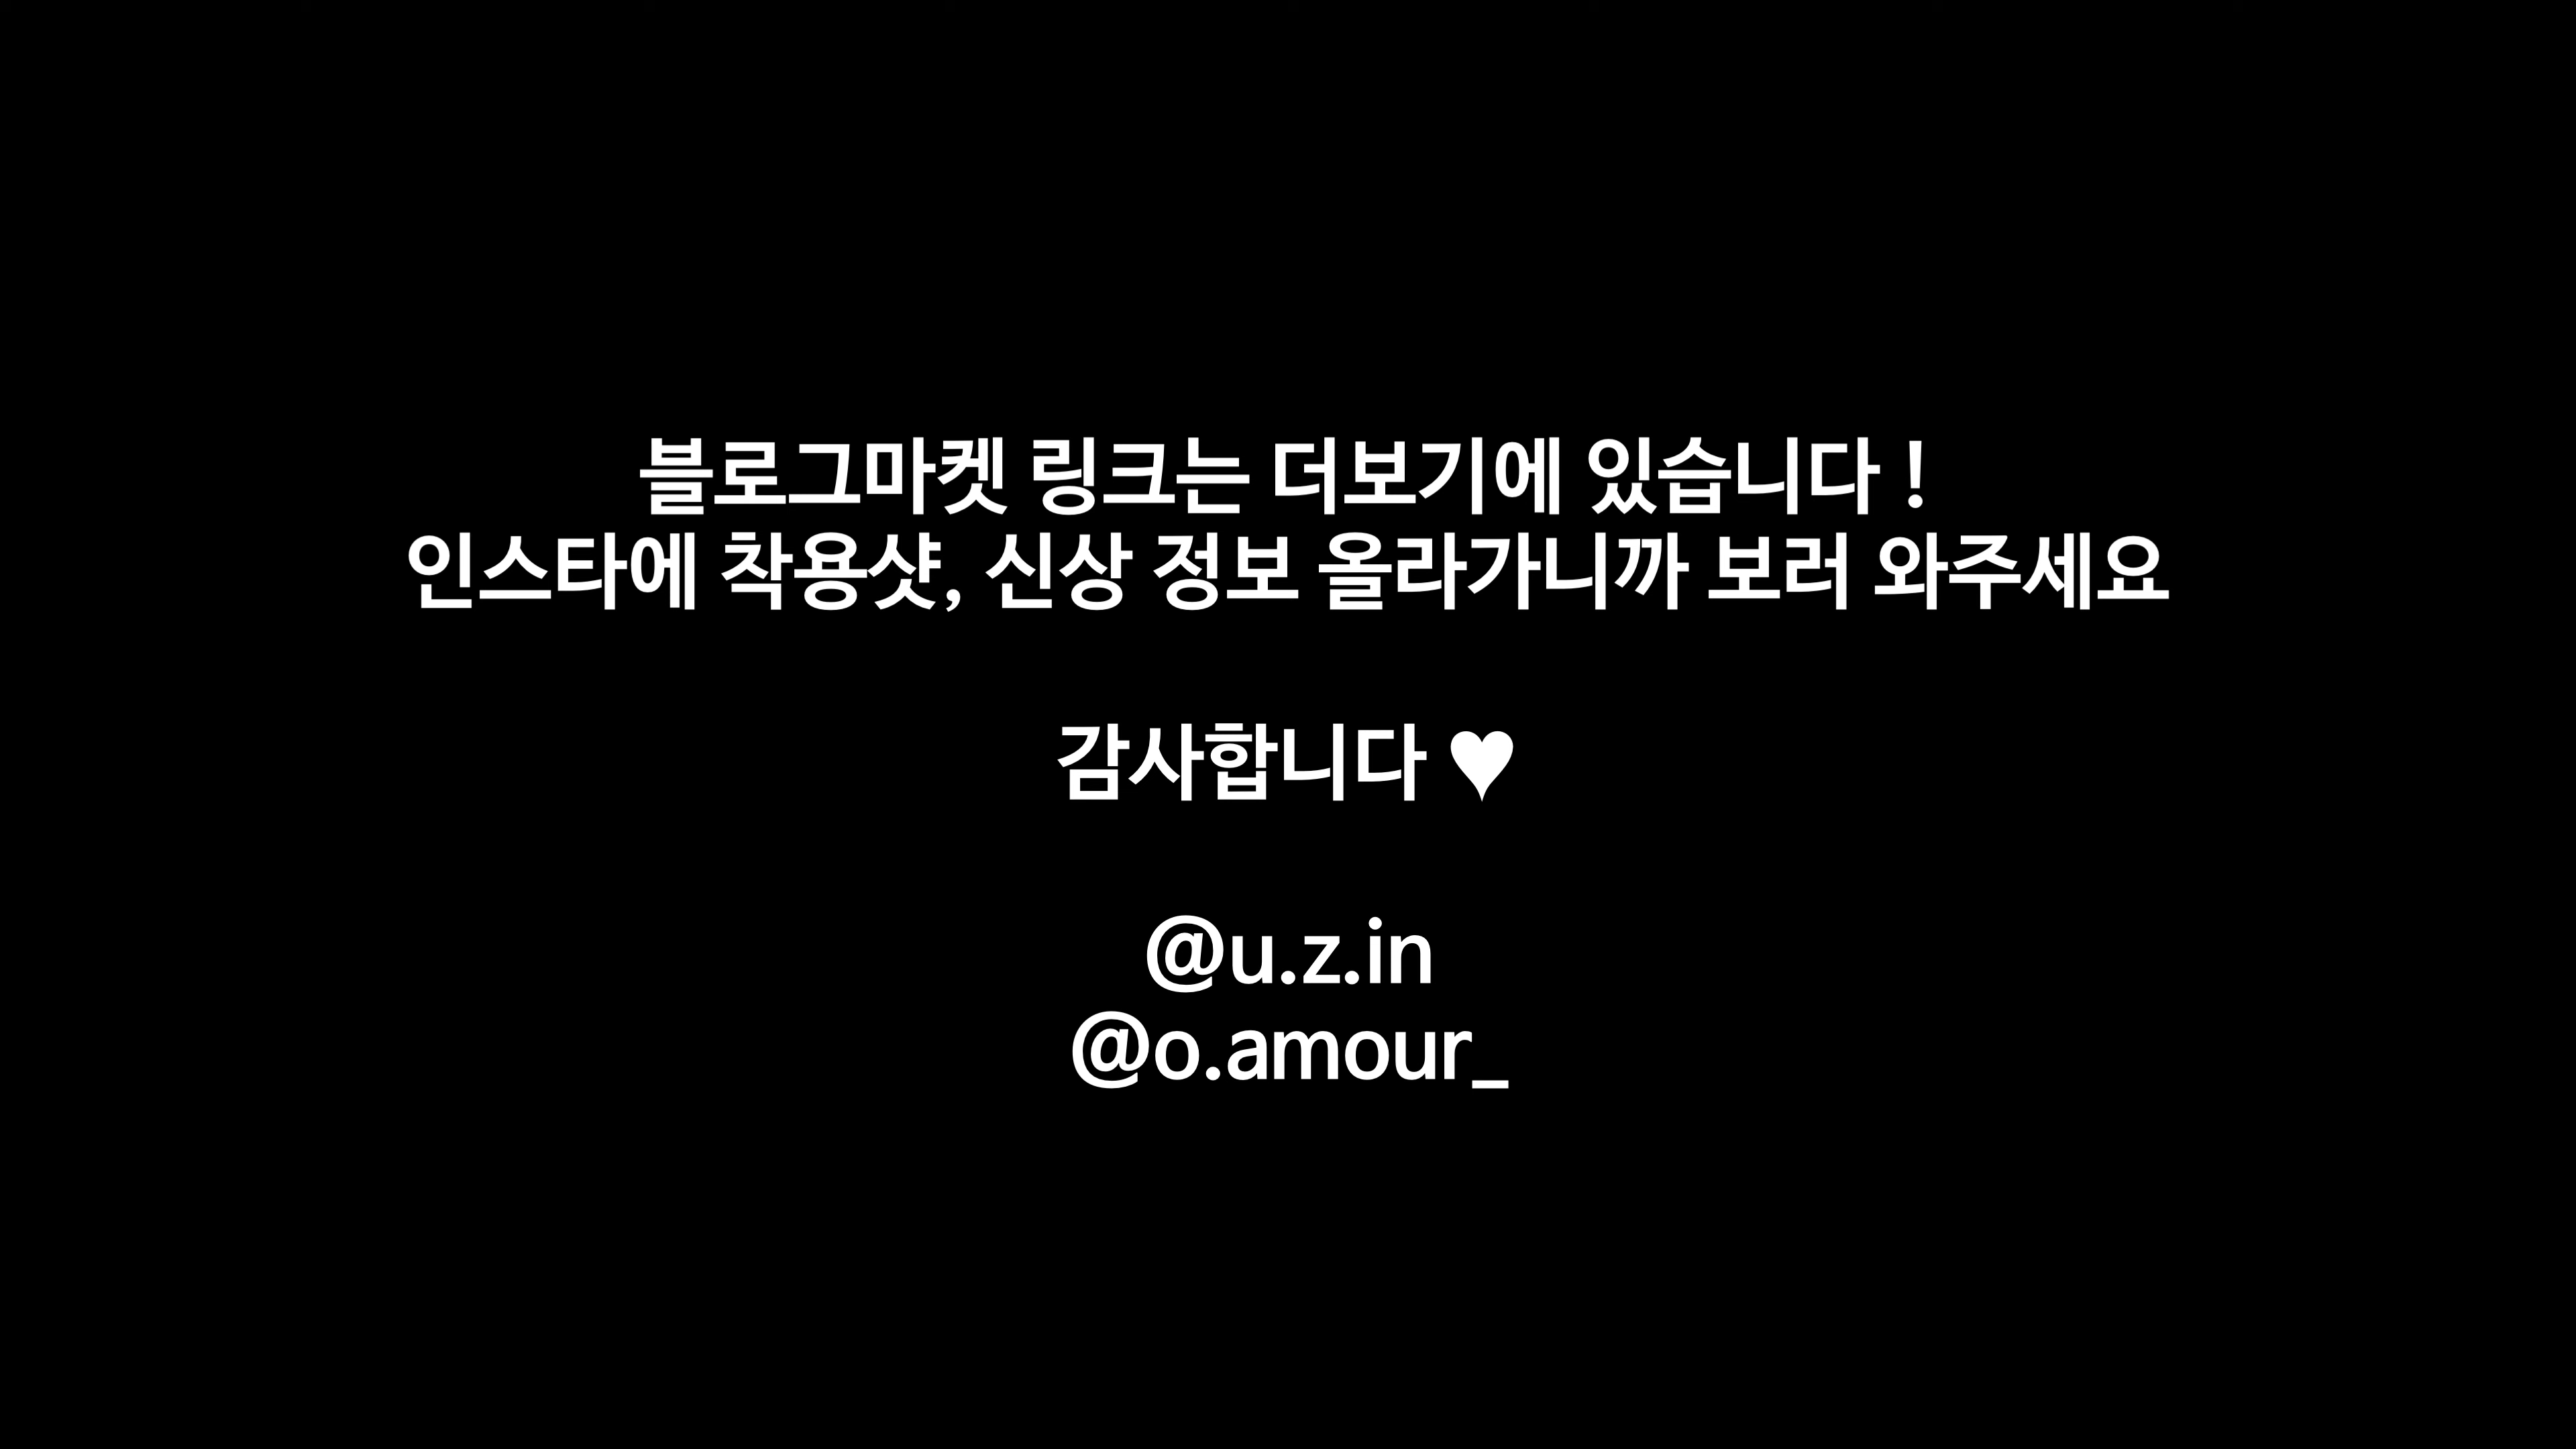 블로그마켓 링크는 더보기에 있습니다 !
인스타에 착용샷, 신상 정보 올라가니까 보러 와주세요
감사합니다 ♥
@u.z.in
@o.amour_